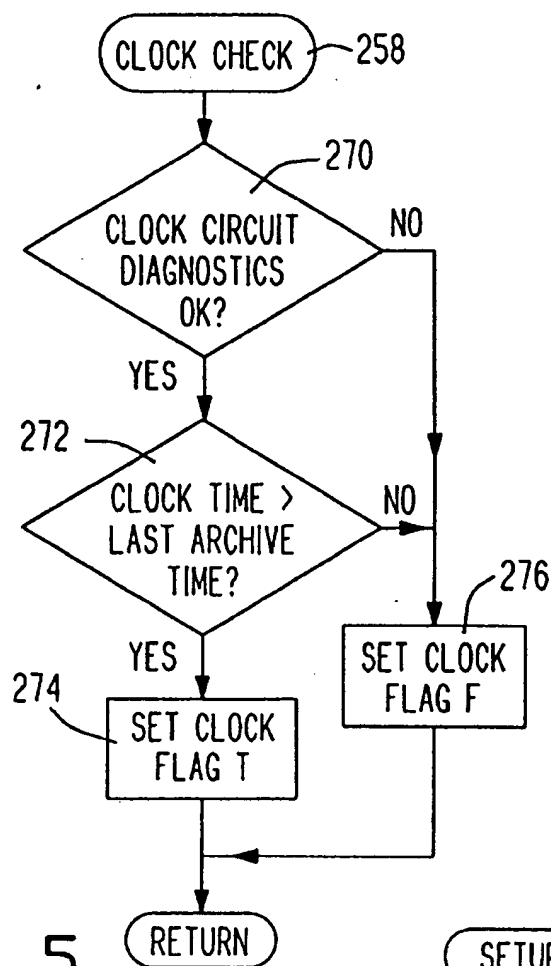 CLOCK CHECK
258
270
CLOCK CIRCUIT
DIAGNOSTICS
OK?
NO
YES
272
CLOCK TIME >
LAST ARCHIVE
TIME?
NO
276
YES
SET CLOCK
FLAG F
274
SET CLOCK
FLAG T
5
RETURN